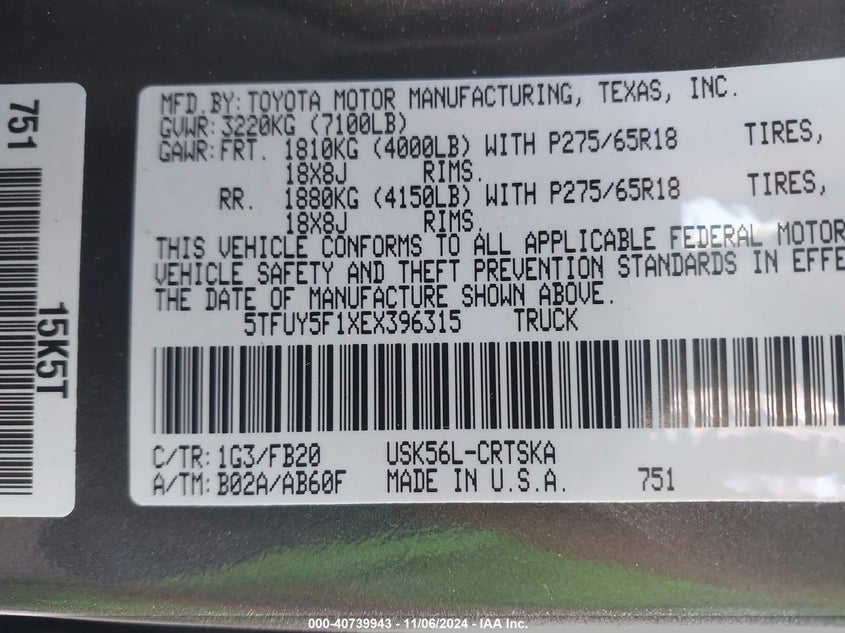 MFD.BY: TOYOTA MOTOR MANUFACTURING, TEXAS, INC.
GVWR: 3220KG (7100LB)
GAWR: FRT. 1810KG (4000LB) WITH P275/65R18 TIRES,
18X8J RIMS.
RR. 1880KG (4150LB) WITH P275/65R18 TIRES,
18X8J RIMS.
THIS VEHICLE CONFORMS TO ALL APPLICABLE FEDERAL MOTOR
VEHICLE SAFETY AND THEFT PREVENTION STANDARDS IN EFFE
THE DATE OF MANUFACTURE SHOWN ABOVE.
5TFUY5F1XEX396315 TRUCK
C/TR: 1G3/FB20 USK56L-CRTSKA
A/TM: B02A/AB60F MADE IN U.S.A. 751
751
15K5T
000-40739943 - 11/06/2024 - IAA Inc.